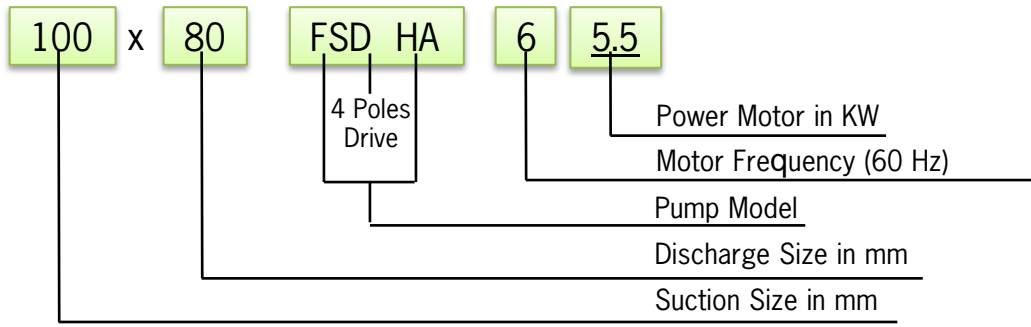 100 x 80 FSD HA 6 5.5
4 Poles
Drive
Power Motor in KW
Motor Frequency (60 Hz)
Pump Model
Discharge Size in mm
Suction Size in mm